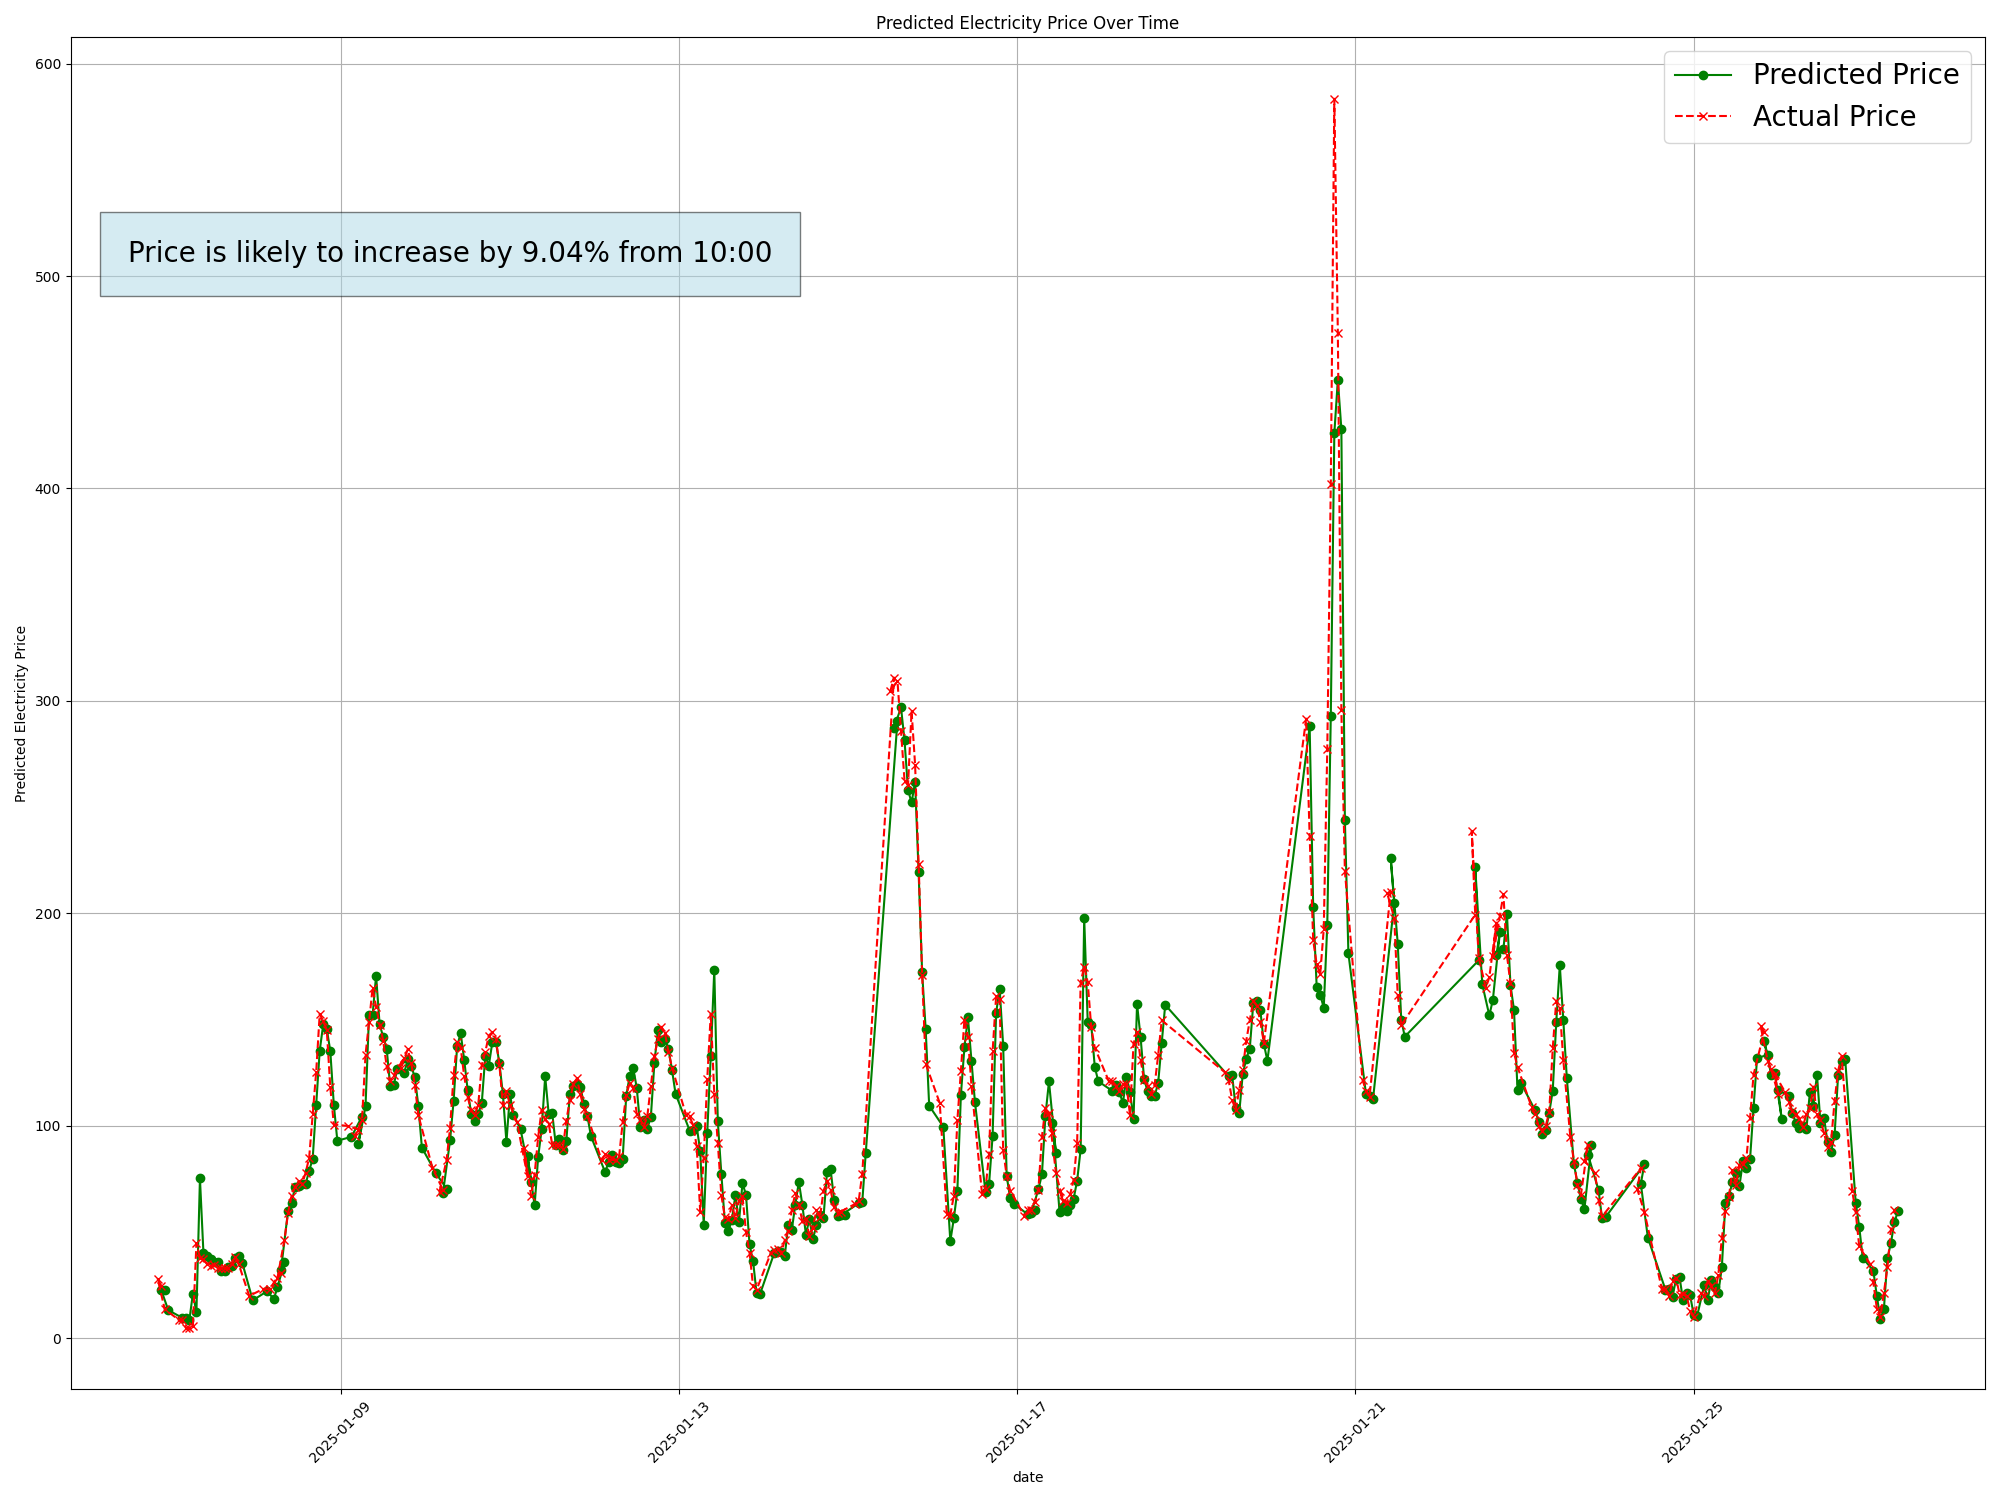 Predicted Electricity Price Over Time
Predicted Price
Actual Price
Price is likely to increase by 9.04% from 10:00
Predicted Electricity Price
600
500
400
300
200
100
0
2025-01-09
2025-01-13
2025-01-17
2025-01-21
2025-01-25
date